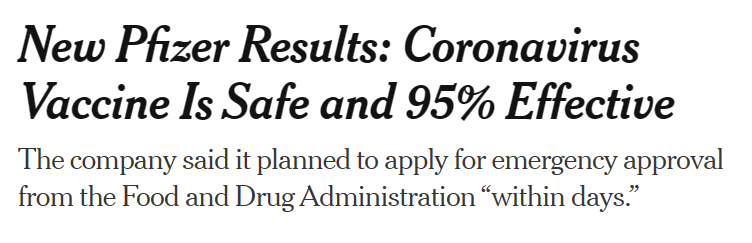 New Pfizer Results: Coronavirus
Vaccine Is Safe and 95% Effective
The company said it planned to apply for emergency approval
from the Food and Drug Administration “within days.”